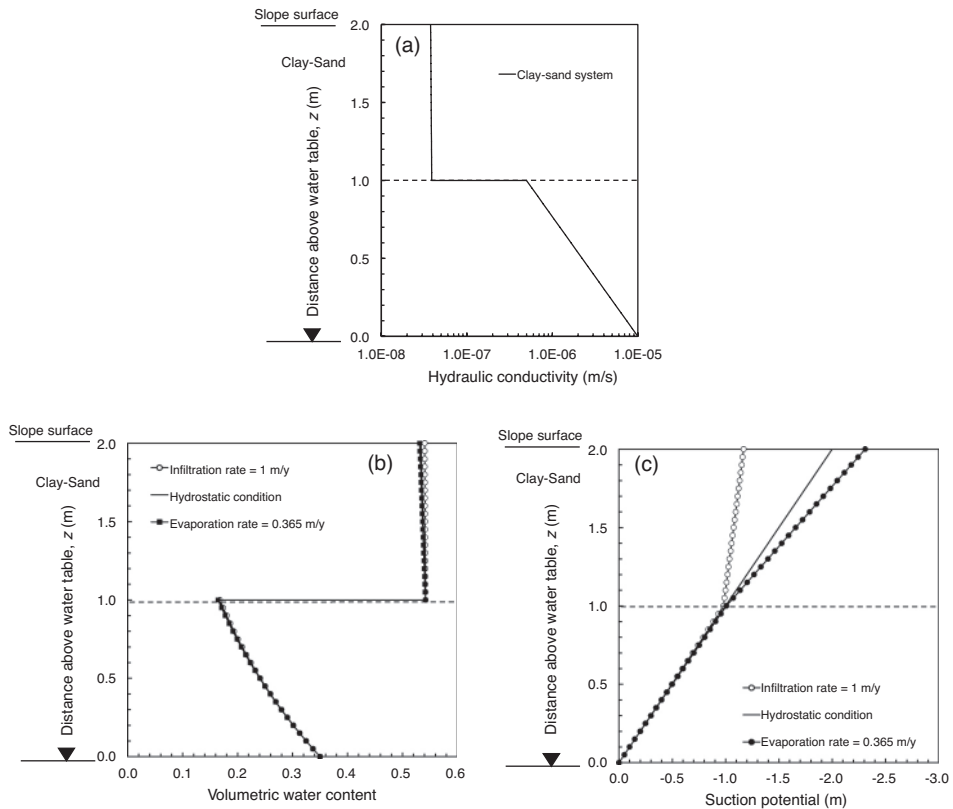 Slope surface
Clay-Sand
Distance above water table, z (m)
2.0
1.5
1.0
0.5
0.0
(a)
Clay-sand system
1.0E-08
1.0E-07
1.0E-06
1.0E-05
Hydraulic conductivity (m/s)
Slope surface
Clay-Sand
Distance above water table, z (m)
2.0
1.5
1.0
0.5
0.0
(b)
Infiltration rate = 1 m/y
Hydrostatic condition
Evaporation rate = 0.365 m/y
0.0
0.2
0.3
0.5
0.6
Volumetric water content
Slope surface
Clay-Sand
Distance above water table, z (m)
2.0
1.5
1.0
0.5
0.0
(c)
Infiltration rate = 1 m/y
Hydrostatic condition
Evaporation rate = 0.365 m/y
0.0
-0.5
-1.0
-1.5
-2.0
-2.5
-3.0
Suction potential (m)